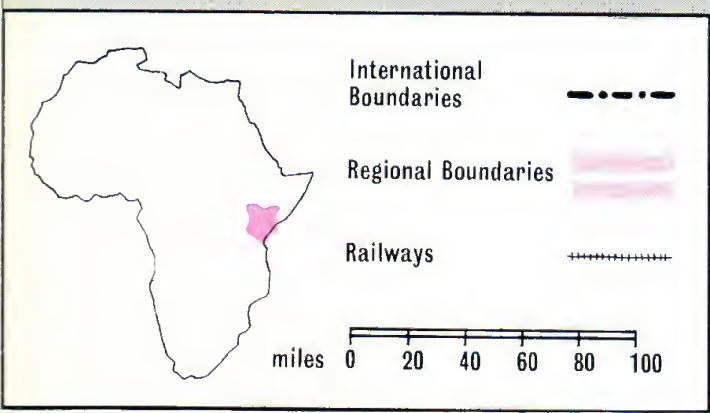 International
Boundaries
Regional Boundaries
Railways
miles 0 20 40 60 80 100